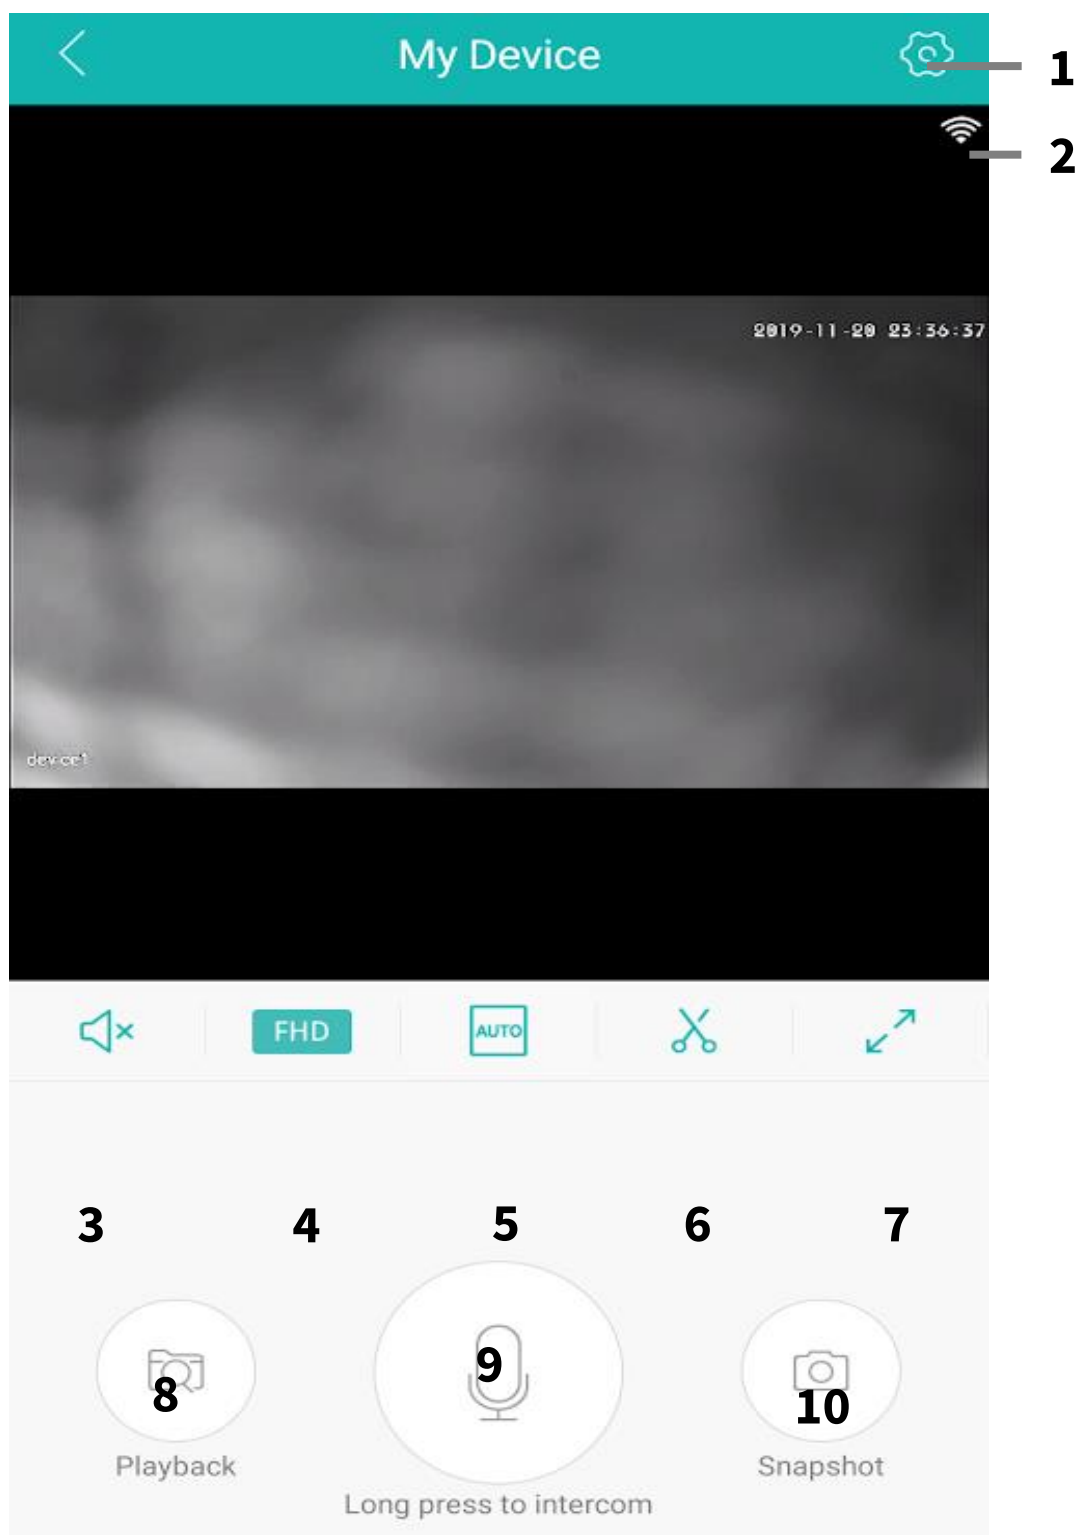 My Device
1
2
2019-11-20 23:36:37
device1
FHD
AUTO
3 4 5 6 7
8
9
10
Playback
Snapshot
Long press to intercom